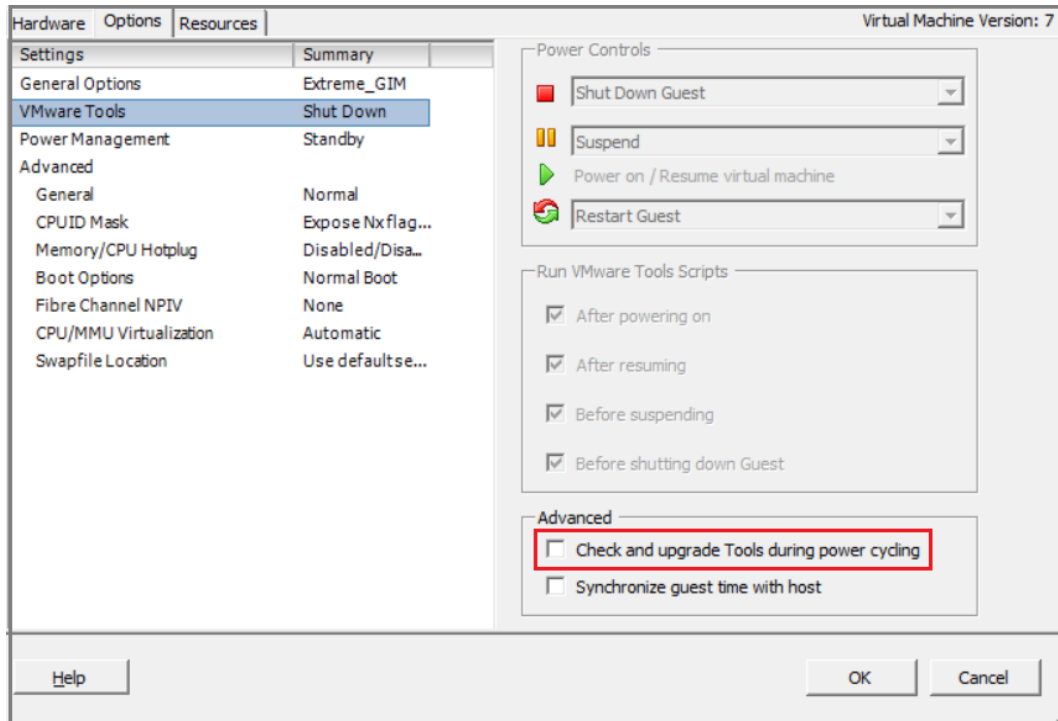 Hardware Options Resources Virtual Machine Version: 7
Settings Summary
General Options Extreme_GIM
VMware Tools Shut Down
Power Management Standby
Advanced
General Normal
CPUID Mask Expose Nx flag...
Memory/CPU Hotplug Disabled/Disa...
Boot Options Normal Boot
Fibre Channel NPIV None
CPU/MMU Virtualization Automatic
Swapfile Location Use default se...
Power Controls
Shut Down Guest
Suspend
Power on / Resume virtual machine
Restart Guest
Run VMware Tools Scripts
After powering on
After resuming
Before suspending
Before shutting down Guest
Advanced
Check and upgrade Tools during power cycling
Synchronize guest time with host
Help OK Cancel